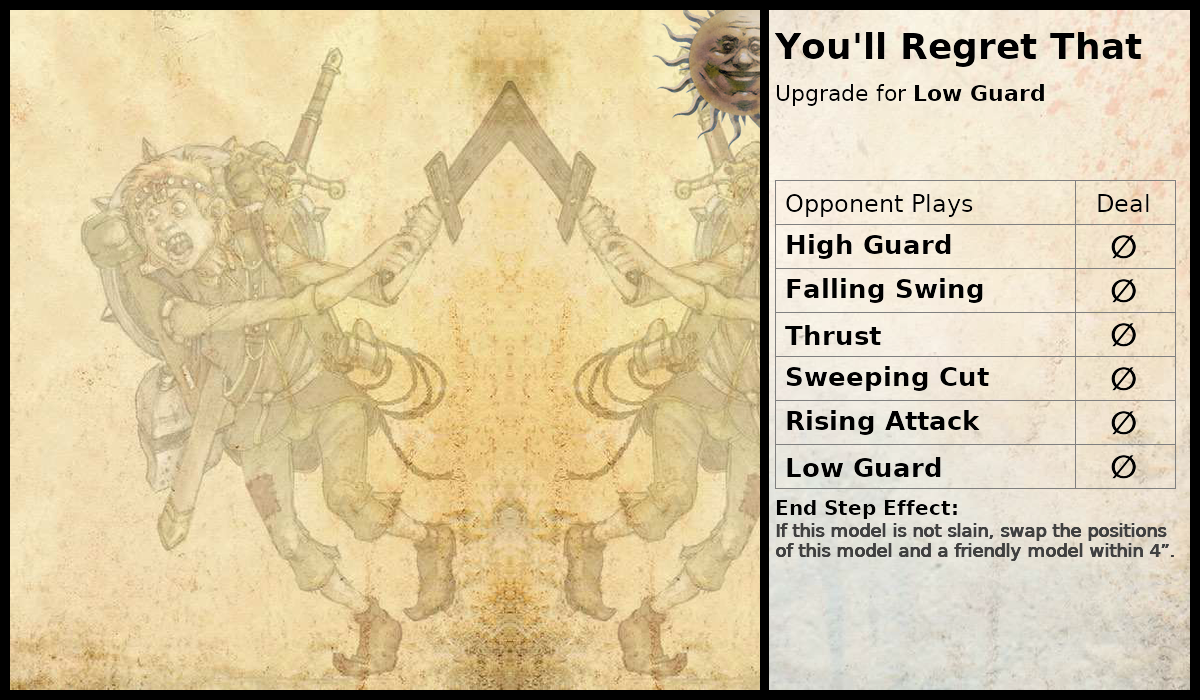 You'll Regret That
Upgrade for Low Guard
Opponent Plays Deal
High Guard ∅
Falling Swing ∅
Thrust ∅
Sweeping Cut ∅
Rising Attack ∅
Low Guard ∅
End Step Effect:
If this model is not slain, swap the positions
of this model and a friendly model within 4”.